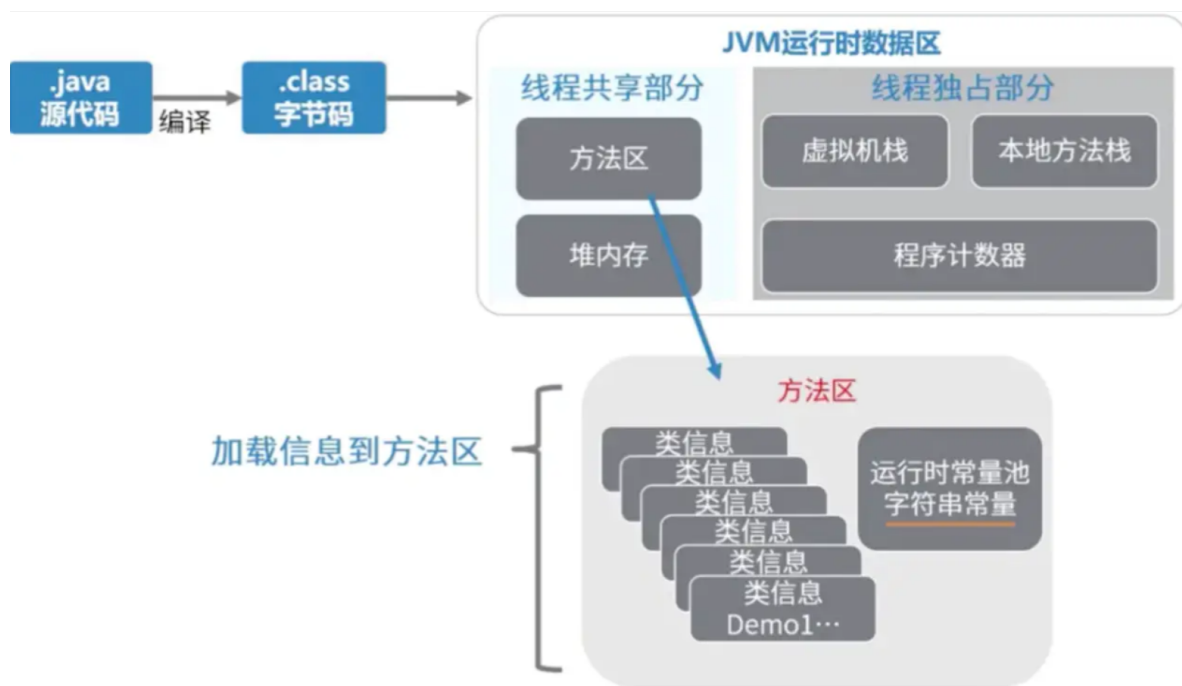 JVM运行时数据区
.java
源代码
编译
.class
字节码
线程共享部分
线程独占部分
方法区
虚拟机栈
本地方法栈
堆内存
程序计数器
加载信息到方法区
方法区
类信息
类信息
类信息
类信息
类信息
类信息
Demo1…
运行时常量池
字符串常量